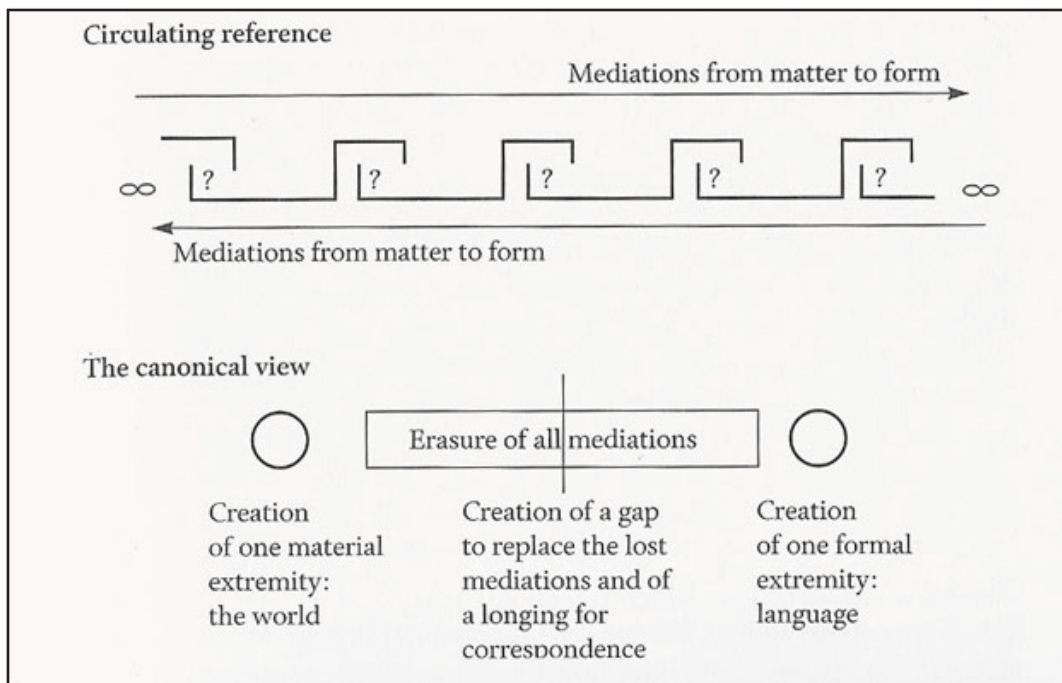 Circulating reference
Mediations from matter to form
∞ ? ? ? ? ? ∞
Mediations from matter to form
The canonical view
Erasure of all mediations
Creation
of one material
extremity:
the world
Creation of a gap
to replace the lost
mediations and of
a longing for
correspondence
Creation
of one formal
extremity:
language